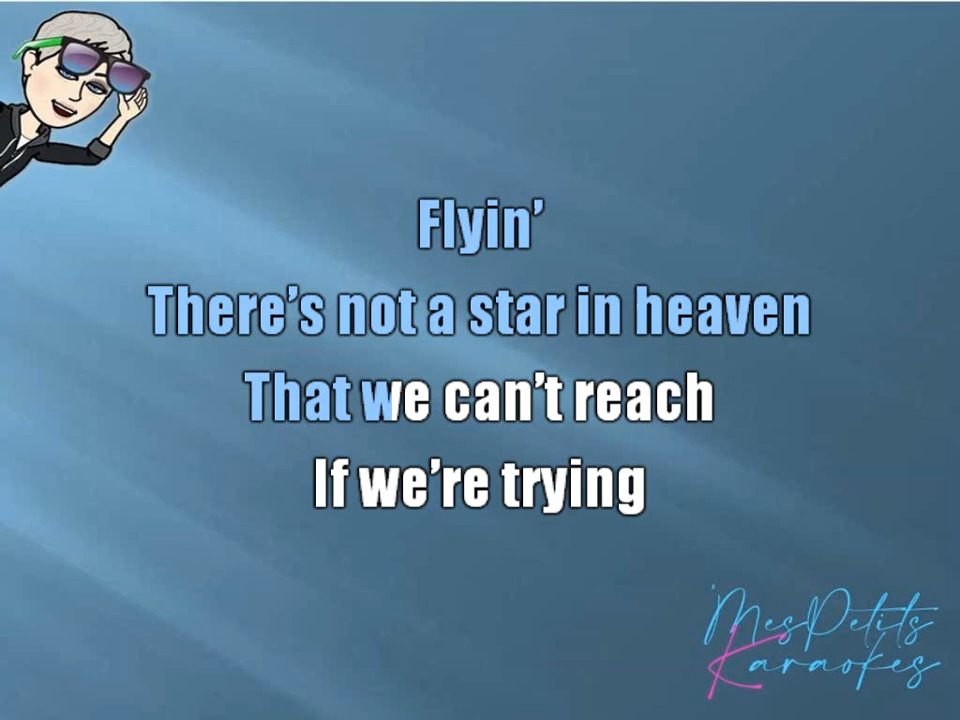 Flyin’
There’s not a star in heaven
That we can’t reach
If we’re trying
MesPetits
Karaokes